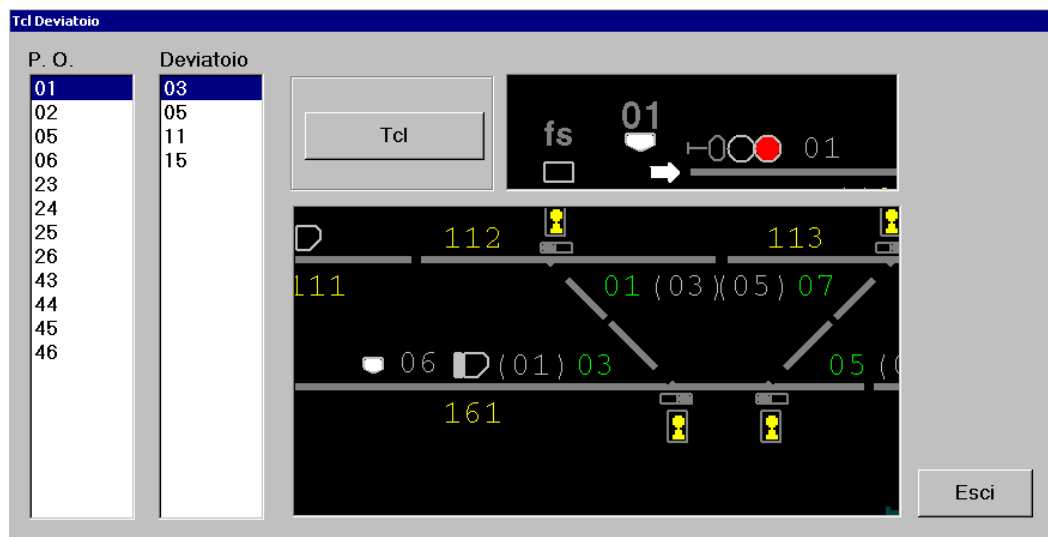 Tcl Deviatoio
P. O.
01
02
05
06
23
24
25
26
43
44
45
46
Deviatoio
03
05
11
15
Tcl
fs
01
01
112
113
111
01 (03)(05) 07
06 (01) 03
05 (
161
Esci